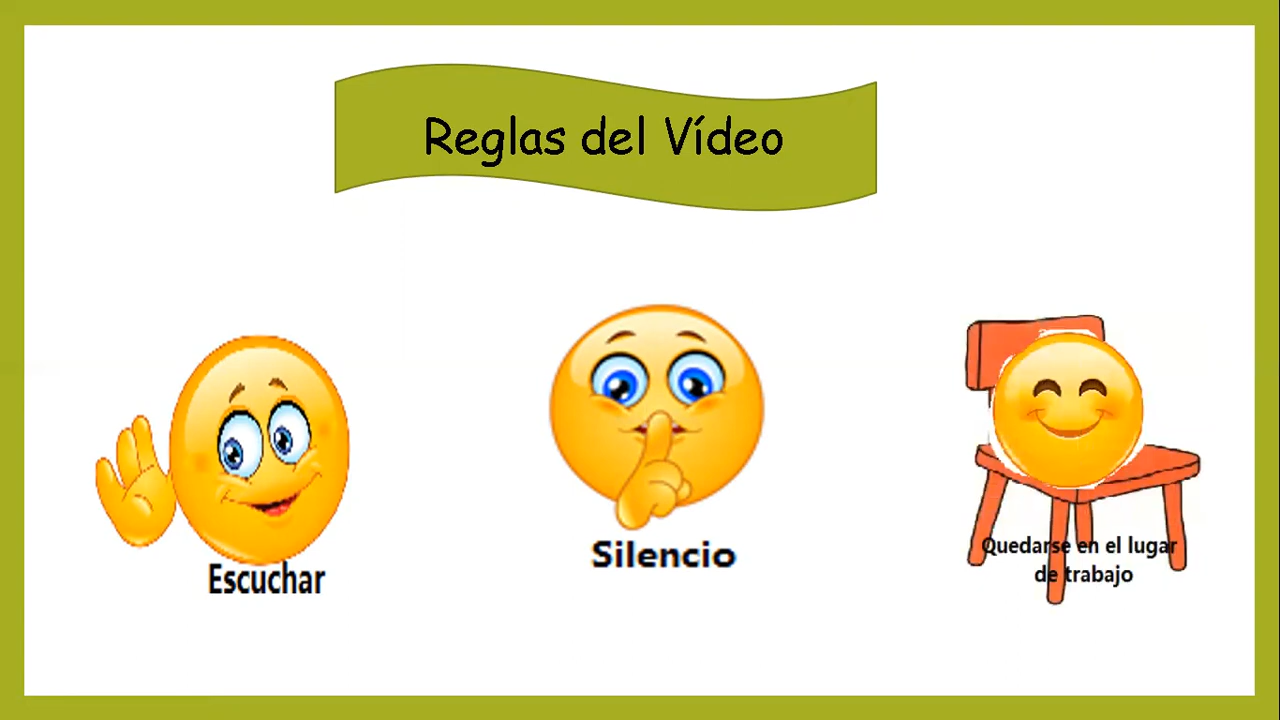 Reglas del Vídeo
Escuchar
Silencio
Quedarse en el lugar
de trabajo